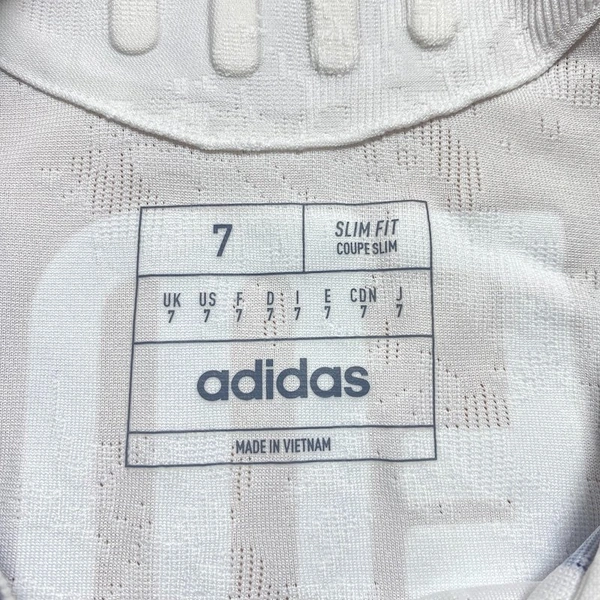 7
SLIM FIT
COUPE SLIM
UK US F D I E CDN J
7 7 7 7 7 7 7 7
adidas
MADE IN VIETNAM